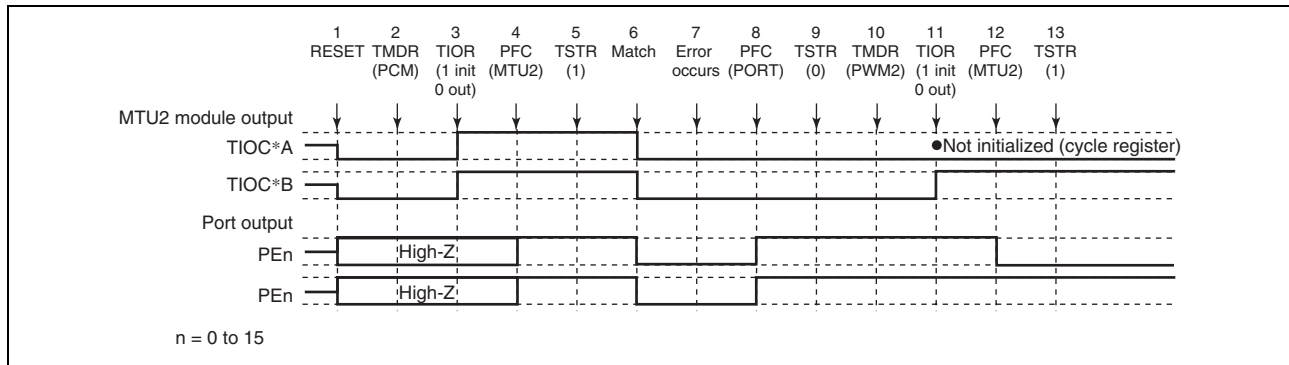 1 2 3 4 5 6 7 8 9 10 11 12 13
RESET TMDR TIOR PFC TSTR Match Error PFC TSTR TMDR TIOR PFC TSTR
(PCM) (1 init (MTU2) (1) occurs (PORT) (0) (PWM2) (1 init (MTU2) (1)
0 out) 0 out)
MTU2 module output
TIOC*A
●Not initialized (cycle register)
TIOC*B
Port output
PEn
High-Z
PEn
High-Z
n = 0 to 15